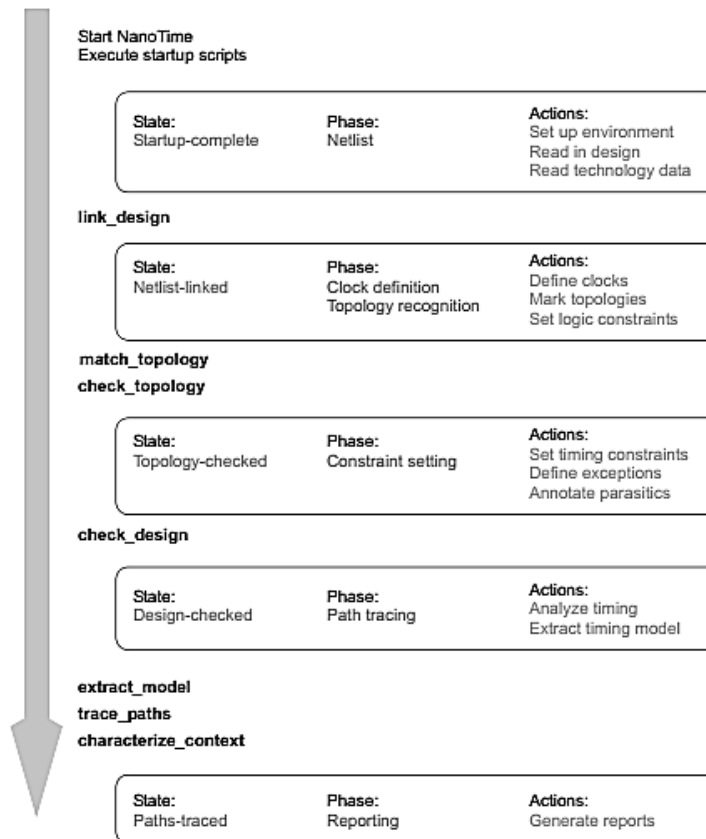 Start NanoTime
Execute startup scripts
State:
Startup-complete
Phase:
Netlist
Actions:
Set up environment
Read in design
Read technology data
link_design
State:
Netlist-linked
Phase:
Clock definition
Topology recognition
Actions:
Define clocks
Mark topologies
Set logic constraints
match_topology
check_topology
State:
Topology-checked
Phase:
Constraint setting
Actions:
Set timing constraints
Define exceptions
Annotate parasitics
check_design
State:
Design-checked
Phase:
Path tracing
Actions:
Analyze timing
Extract timing model
extract_model
trace_paths
characterize_context
State:
Paths-traced
Phase:
Reporting
Actions:
Generate reports